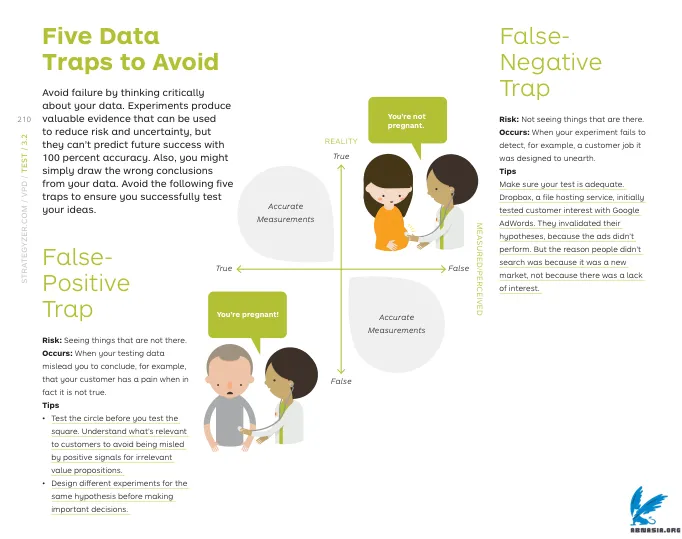 Five Data
Traps to Avoid
Avoid failure by thinking critically
about your data. Experiments produce
valuable evidence that can be used
to reduce risk and uncertainty, but
they can't predict future success with
100 percent accuracy. Also, you might
simply draw the wrong conclusions
from your data. Avoid the following five
traps to ensure you successfully test
your ideas.
210
STRATEGYZER.COM / VPD / TEST / 3.2
False-
Positive
Trap
Risk: Seeing things that are not there.
Occurs: When your testing data
mislead you to conclude, for example,
that your customer has a pain when in
fact it is not true.
Tips
• Test the circle before you test the
square. Understand what's relevant
to customers to avoid being misled
by positive signals for irrelevant
value propositions.
• Design different experiments for the
same hypothesis before making
important decisions.
REALITY
True
You're not
pregnant.
Accurate
Measurements
True
False
MEASURED/PERCEIVED
You're pregnant!
Accurate
Measurements
False
False-
Negative
Trap
Risk: Not seeing things that are there.
Occurs: When your experiment fails to
detect, for example, a customer job it
was designed to unearth.
Tips
Make sure your test is adequate.
Dropbox, a file hosting service, initially
tested customer interest with Google
AdWords. They invalidated their
hypotheses, because the ads didn't
perform. But the reason people didn't
search was because it was a new
market, not because there was a lack
of interest.
ABNASIA.ORG